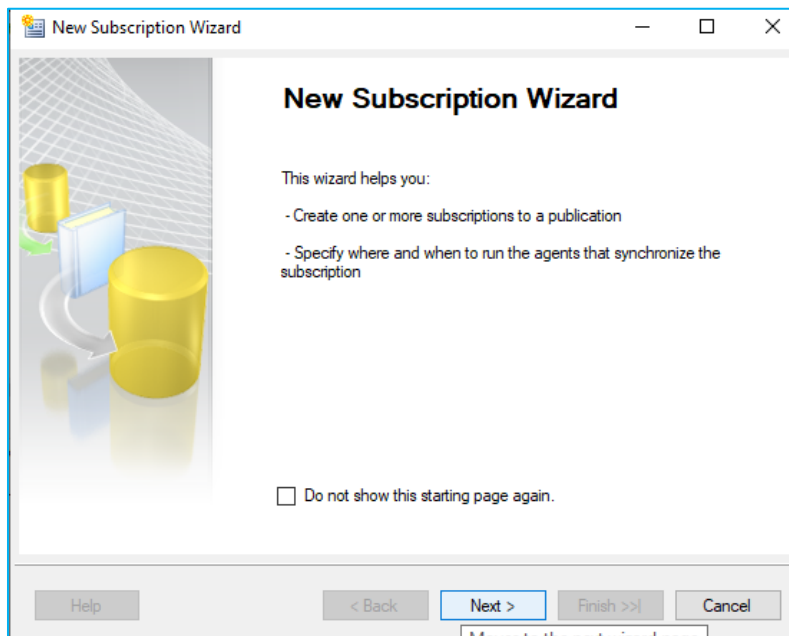 New Subscription Wizard
New Subscription Wizard
This wizard helps you:
- Create one or more subscriptions to a publication
- Specify where and when to run the agents that synchronize the
subscription
Do not show this starting page again.
Help
< Back
Next >
Finish >>|
Cancel